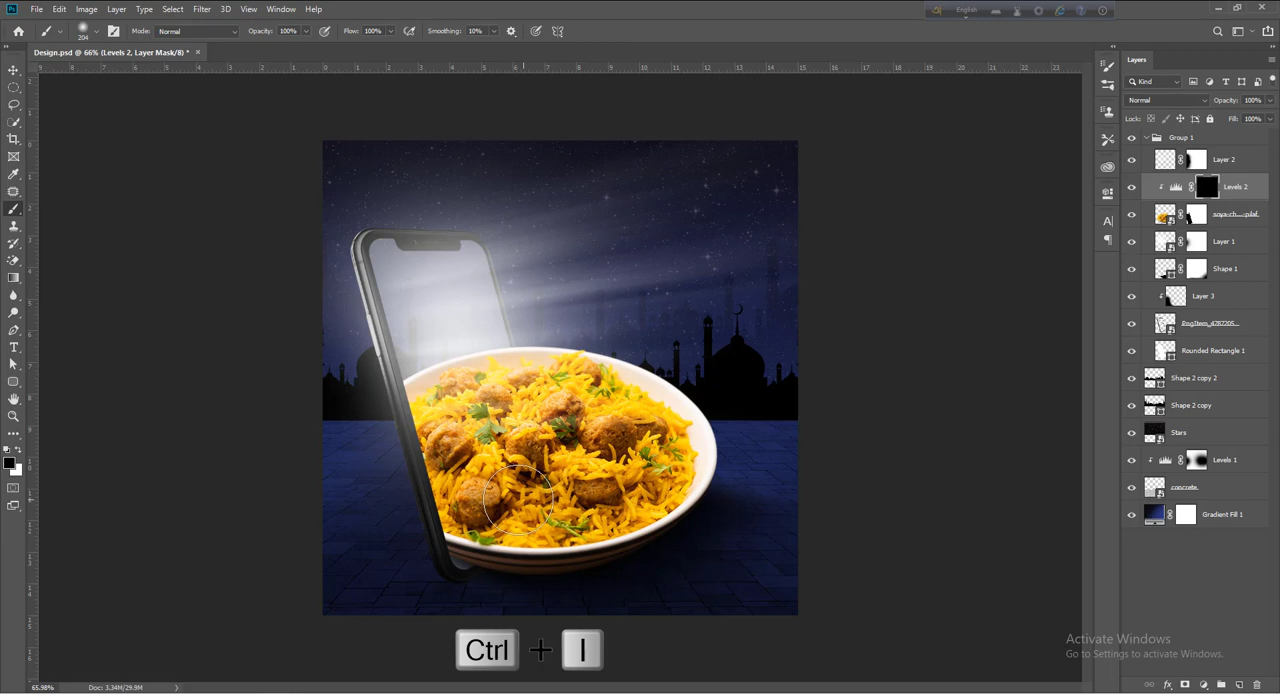 Ps File Edit Image Layer Type Select Filter 3D View Window Help
English
204 Mode: Normal Opacity: 100% Flow: 100% Smoothing: 10%
Design.psd @ 66% (Levels 2, Layer Mask/8) * ×
Layers
Kind
Normal Opacity: 100%
Lock: Fill: 100%
Group 1
Layer 2
Levels 2
Layer 1
Shape 1
Layer 3
Rounded Rectangle 1
Shape 2 copy 2
Shape 2 copy
Stars
Levels 1
concrete
Gradient Fill 1
Ctrl + I
Activate Windows
Go to Settings to activate Windows.
65.98% Doc: 3.34M/29.9M